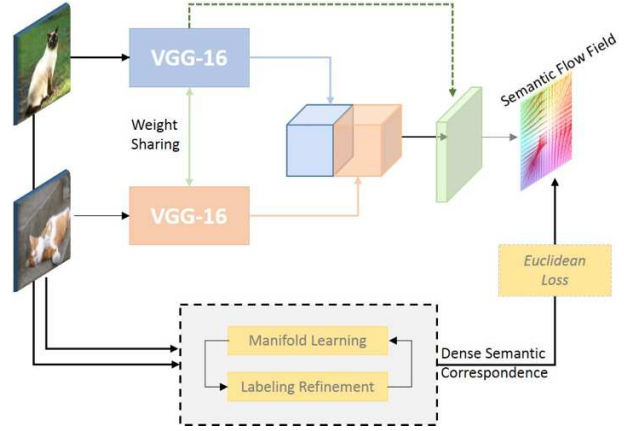 VGG-16
Semantic Flow Field
Weight
Sharing
VGG-16
Euclidean
Loss
Manifold Learning
Labeling Refinement
Dense Semantic
Correspondence